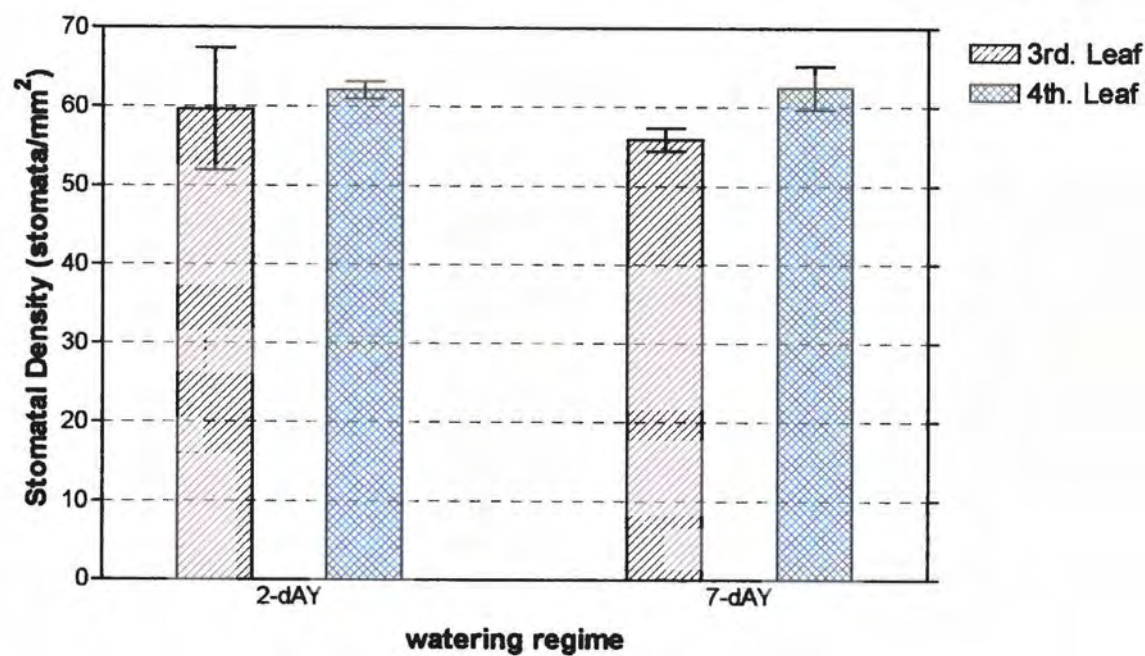 70
60
50
40
30
20
10
0
Stomatal Density (stomata/mm²)
2-dAY
7-dAY
watering regime
3rd. Leaf
4th. Leaf